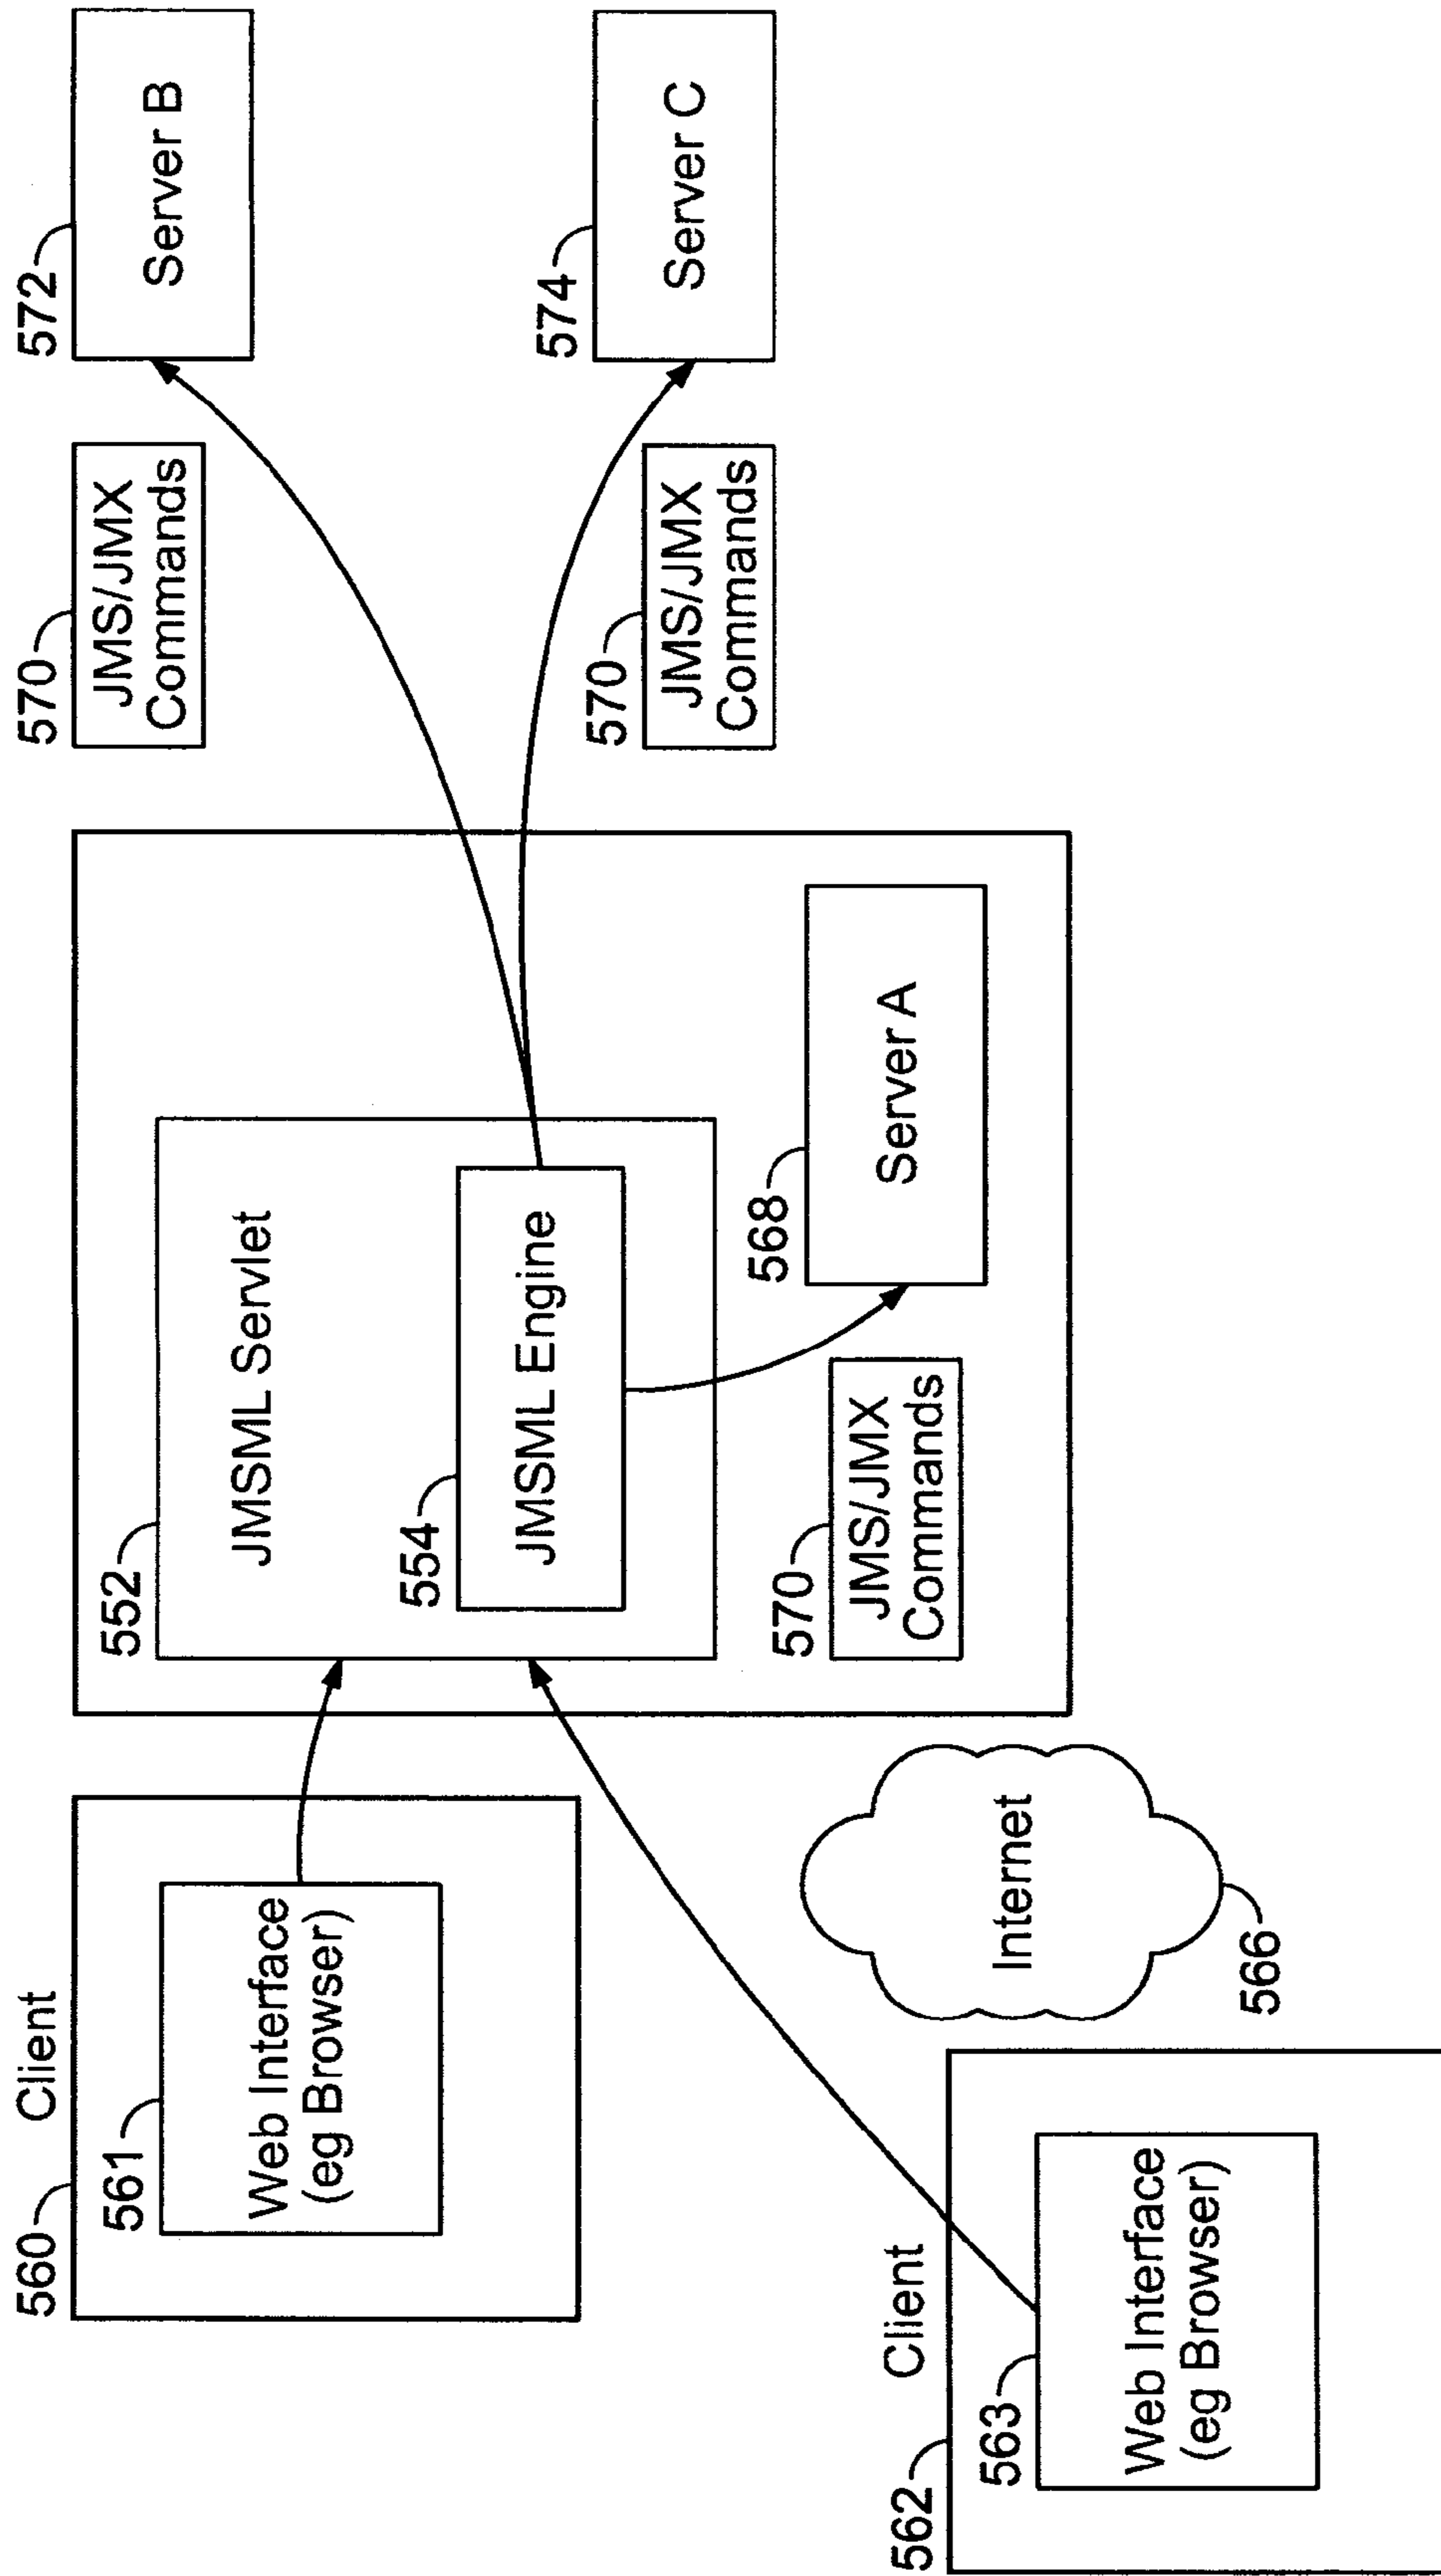 560
Client
561
Web Interface
(eg Browser)
562
Client
563
Web Interface
(eg Browser)
Internet
566
552
JMSML Servlet
554
JMSML Engine
568
Server A
570
JMS/JMX
Commands
570
JMS/JMX
Commands
570
JMS/JMX
Commands
572
Server B
574
Server C